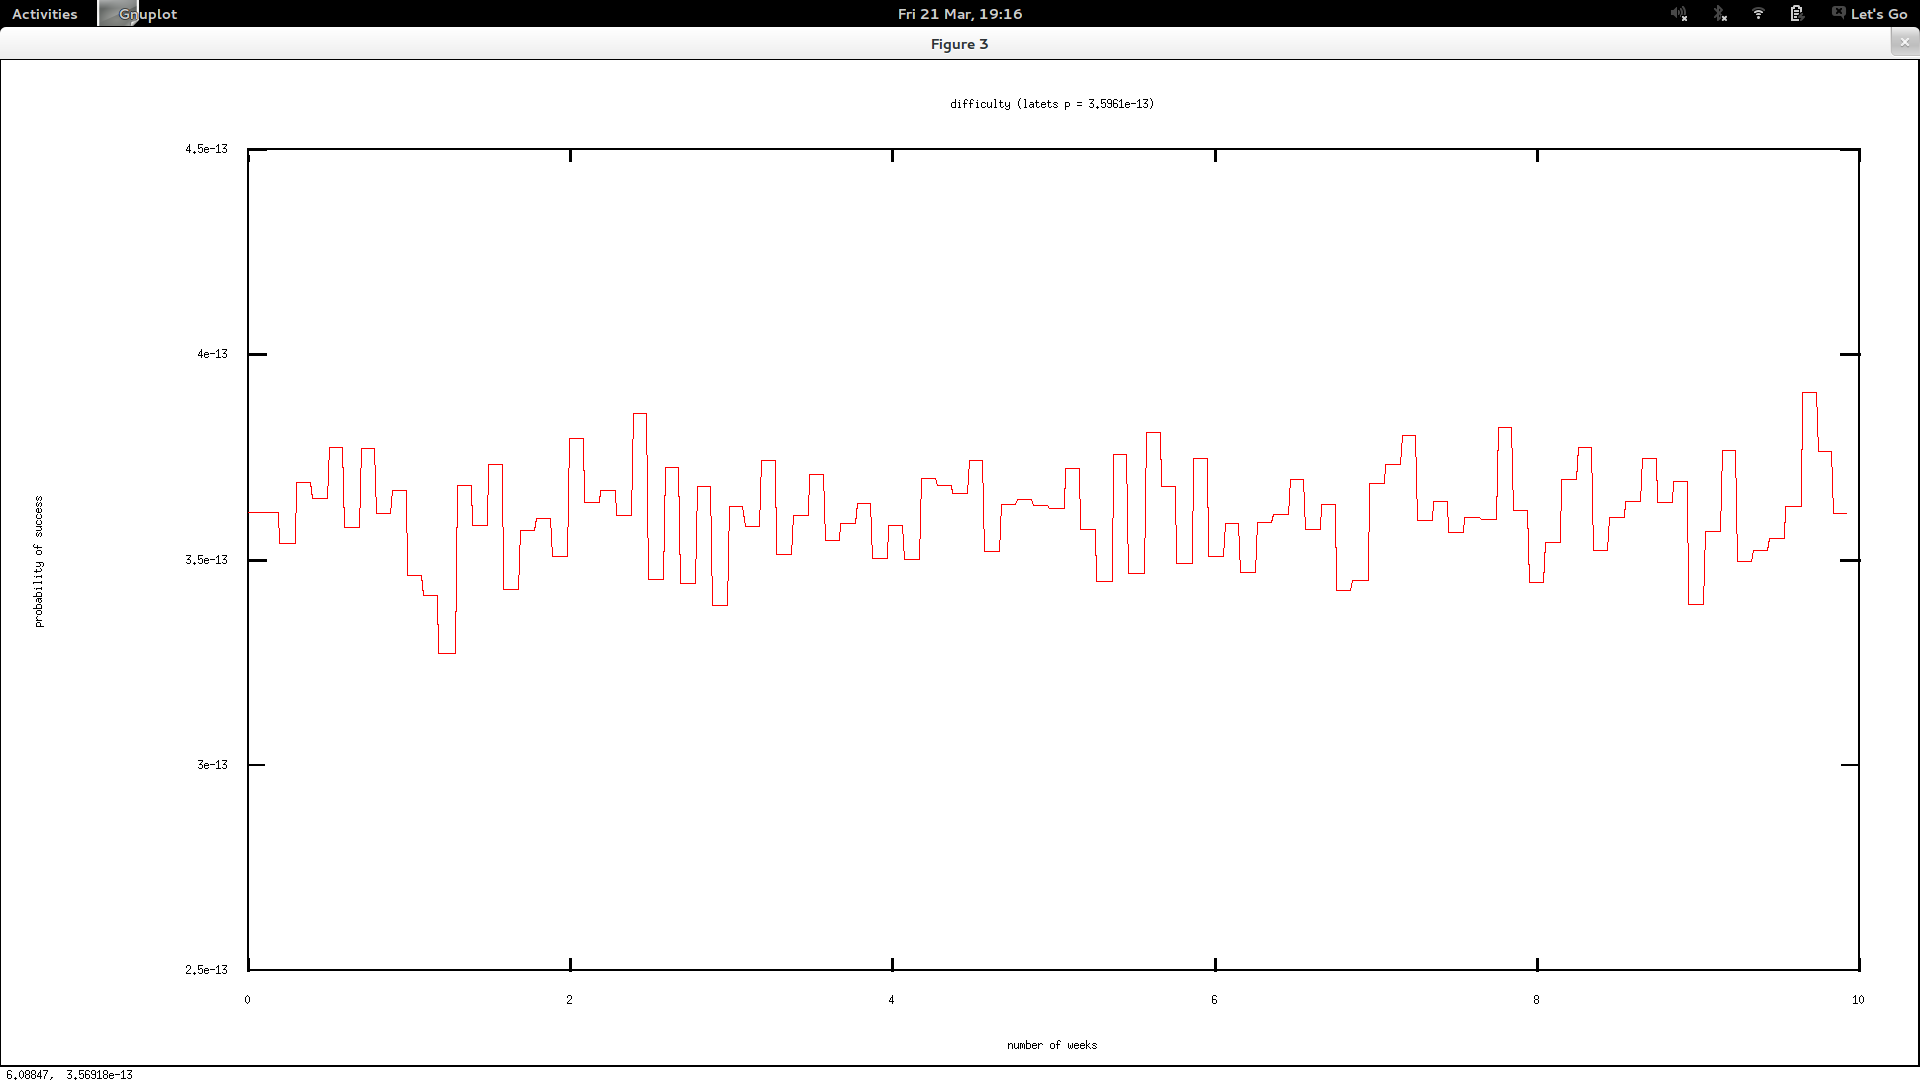 Activities Gnuplot Fri 21 Mar, 19:16 Let's Go
Figure 3
difficulty (latets p = 3.5961e-13)
4.5e-13
4e-13
3.5e-13
3e-13
2.5e-13
probability of success
0 2 4 6 8 10
number of weeks
6.08847, 3.56918e-13